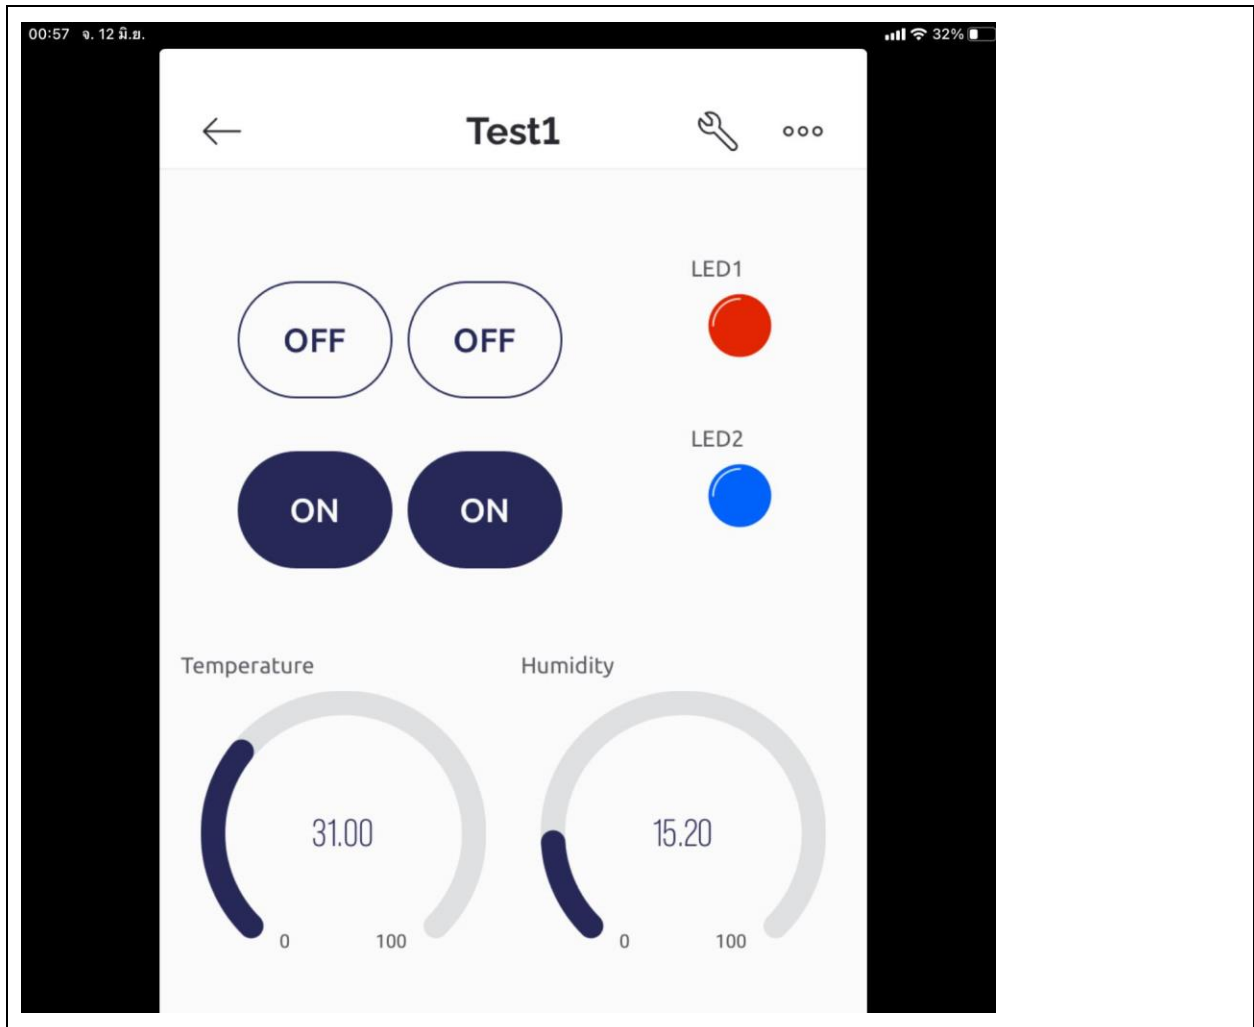 00:57 จ. 12 มิ.ย. 32%
Test1
LED1
OFF OFF
LED2
ON ON
Temperature Humidity
31.00 15.20
0 100 0 100